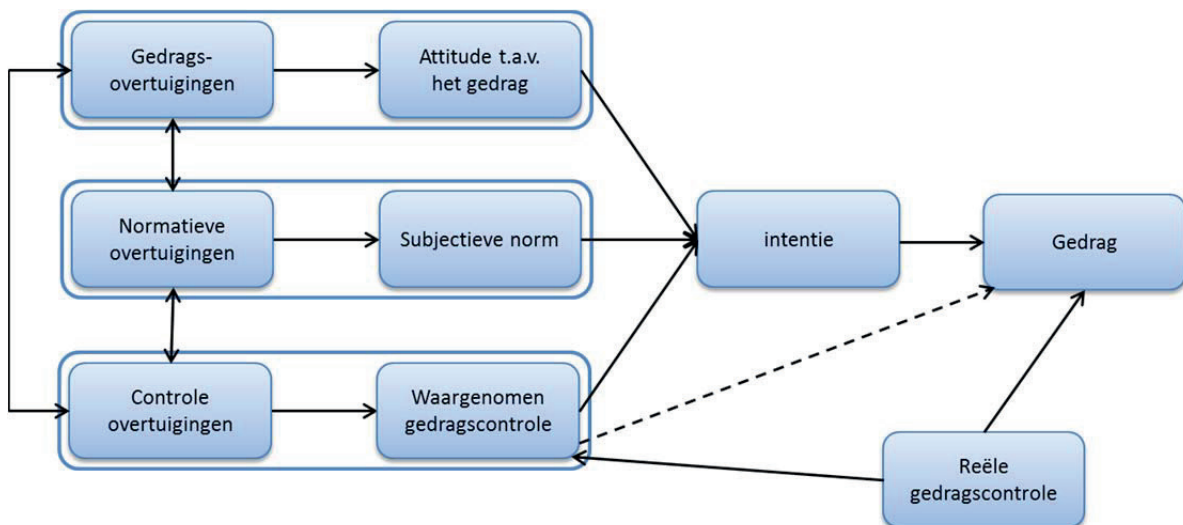 Gedrags-
overtuigingen
Attitude t.a.v.
het gedrag
Normatieve
overtuigingen
Subjectieve norm
intentie
Gedrag
Controle
overtuigingen
Waargenomen
gedragscontrole
Reële
gedragscontrole